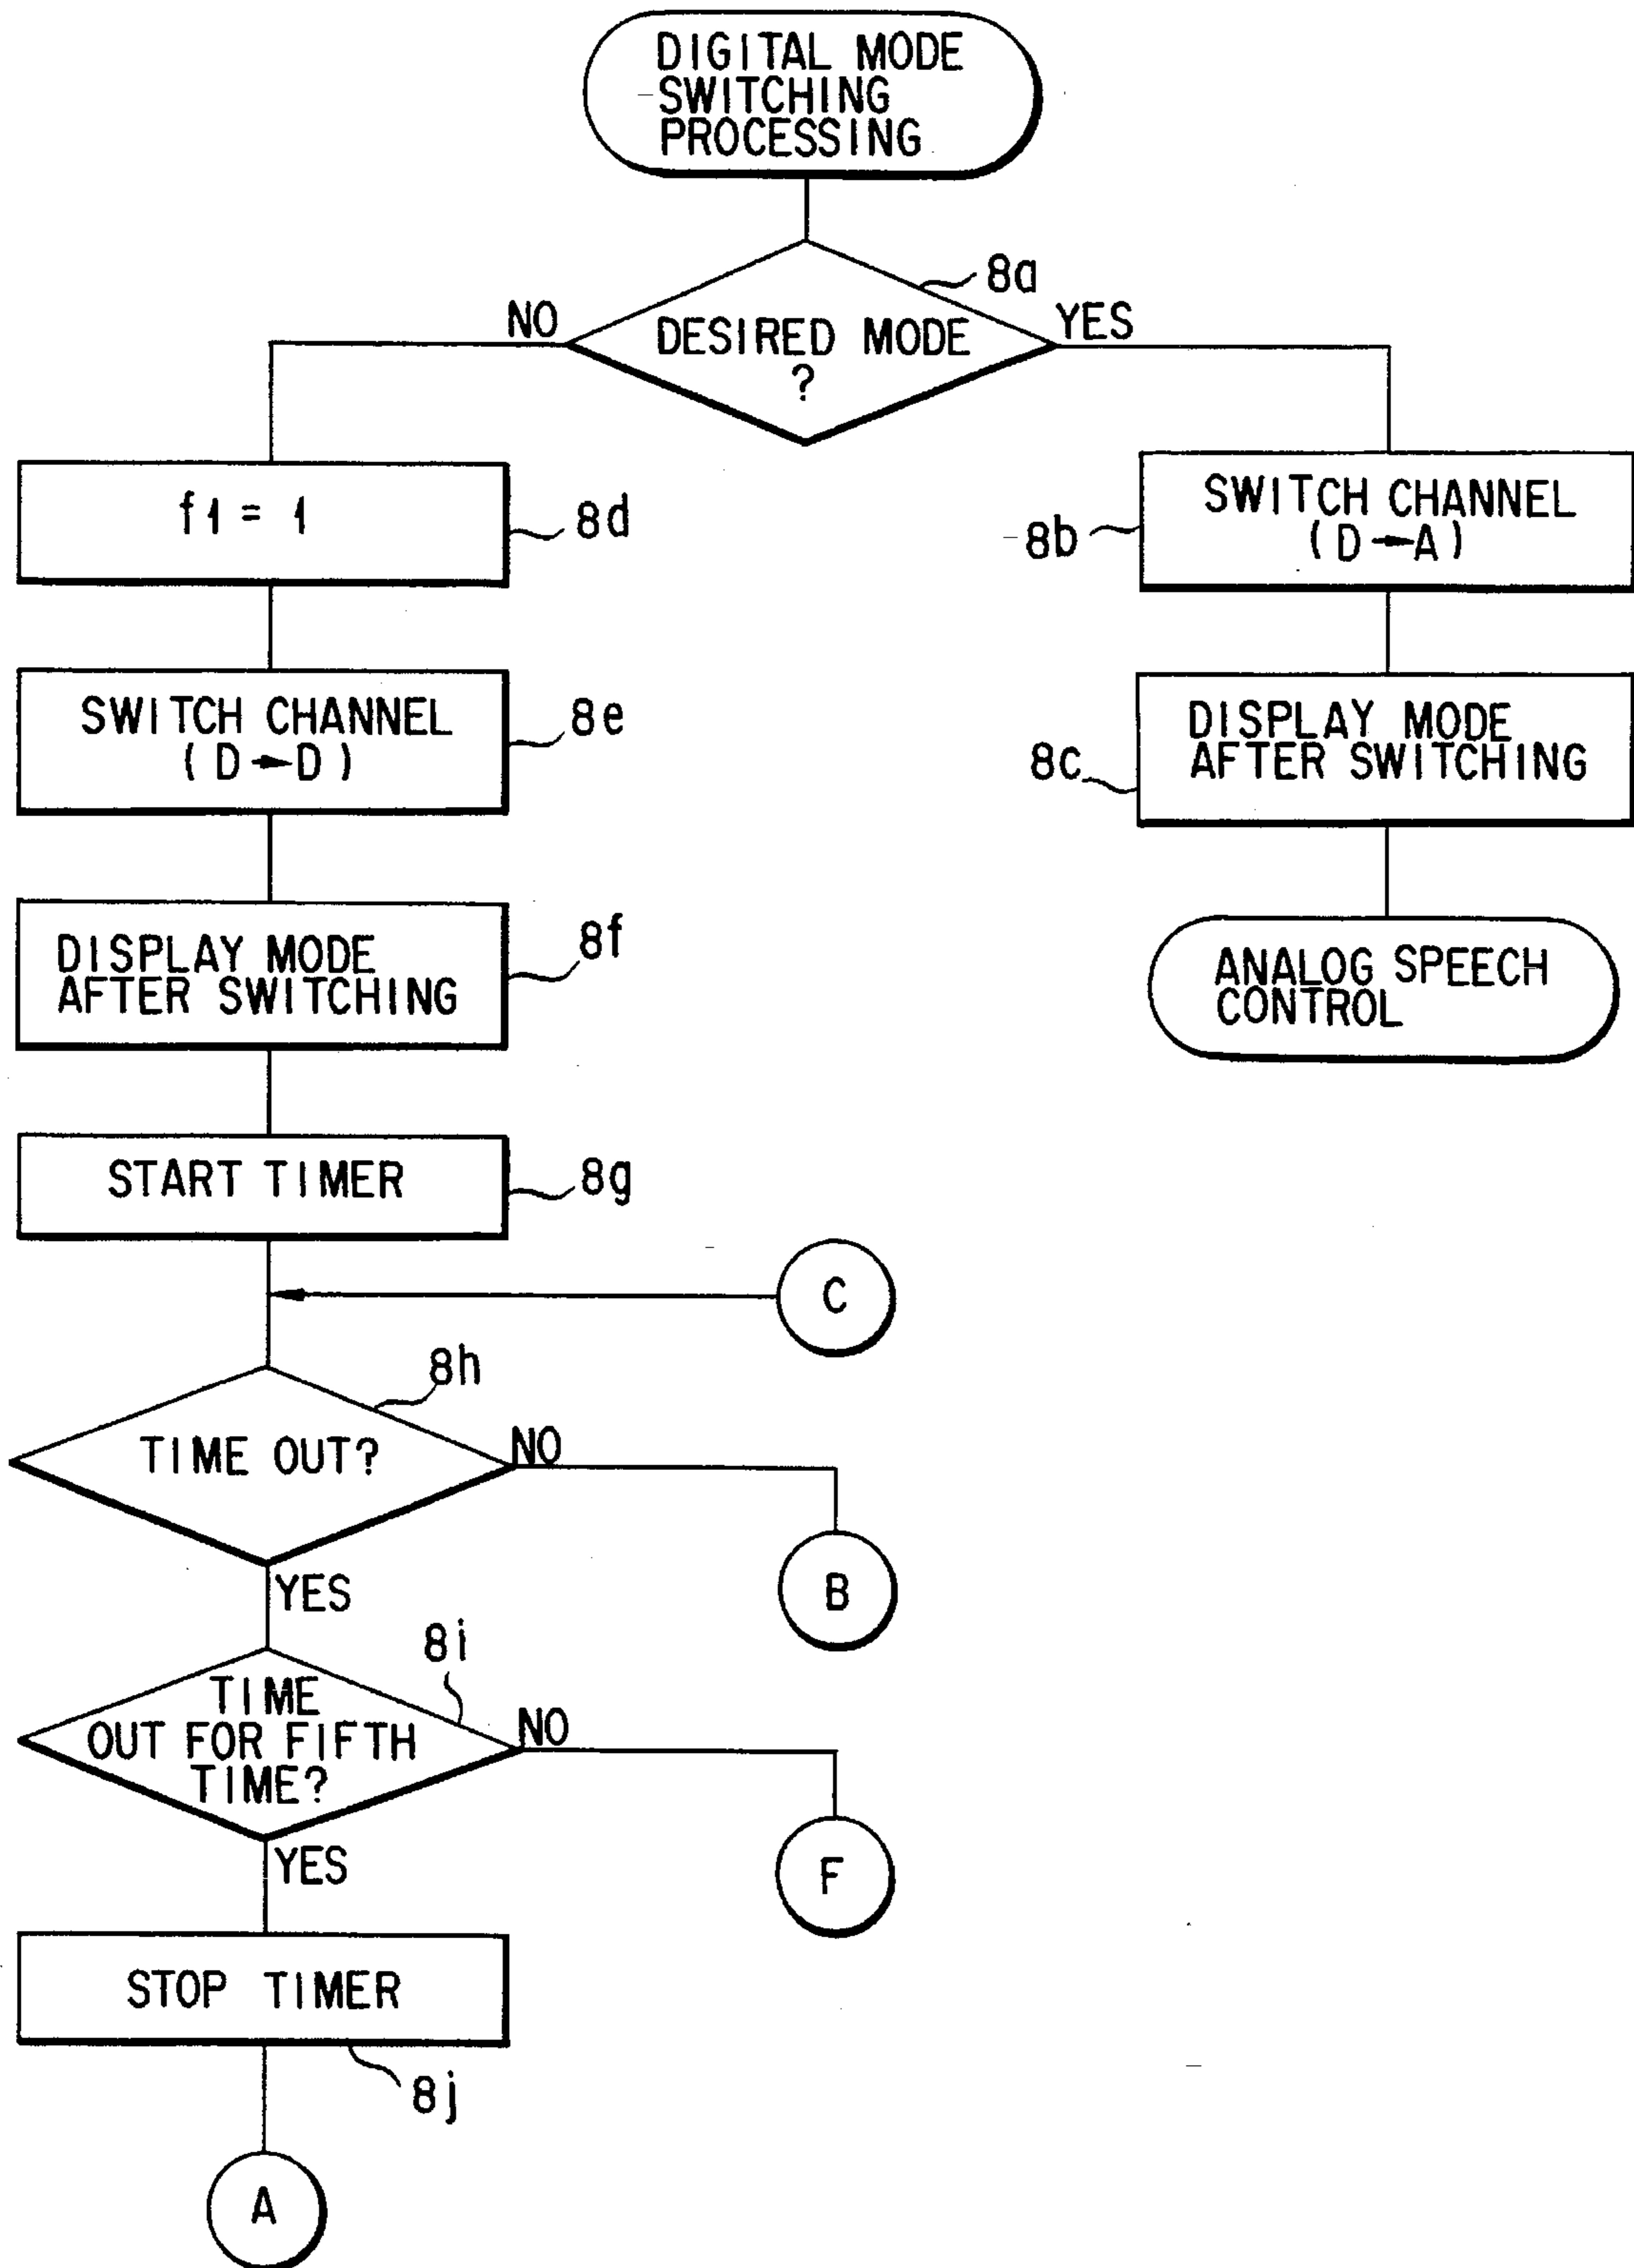 DIGITAL MODE
SWITCHING
PROCESSING
8a
NO
DESIRED MODE
?
YES
f1 = 1
8d
8b
SWITCH CHANNEL
(D→A)
SWITCH CHANNEL
(D→D)
8e
8c
DISPLAY MODE
AFTER SWITCHING
DISPLAY MODE
AFTER SWITCHING
8f
ANALOG SPEECH
CONTROL
START TIMER
8g
C
8h
TIME OUT?
NO
B
YES
8i
TIME
OUT FOR FIFTH
TIME?
NO
F
YES
STOP TIMER
8j
A